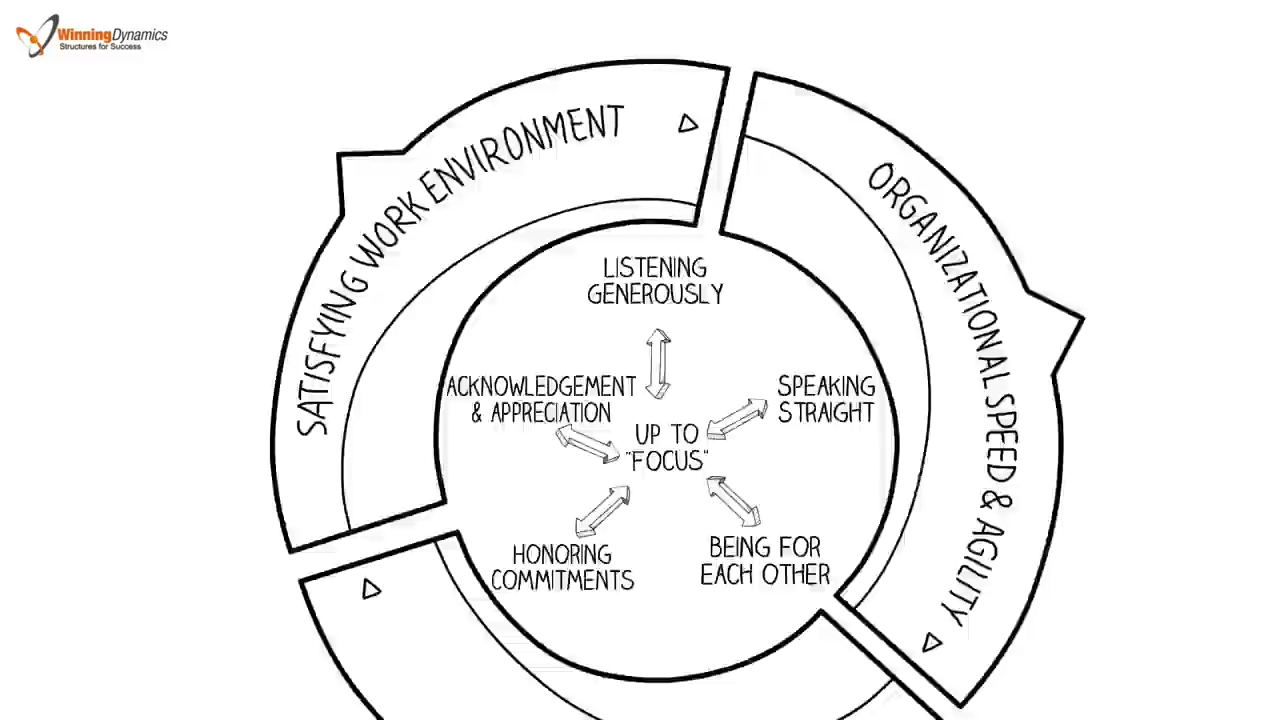 WinningDynamics
Structures for Success
SATISFYING WORK ENVIRONMENT
ORGANIZATIONAL SPEED & AGILITY
LISTENING
GENEROUSLY
ACKNOWLEDGEMENT
& APPRECIATION
SPEAKING
STRAIGHT
UP TO
"FOCUS"
HONORING
COMMITMENTS
BEING FOR
EACH OTHER